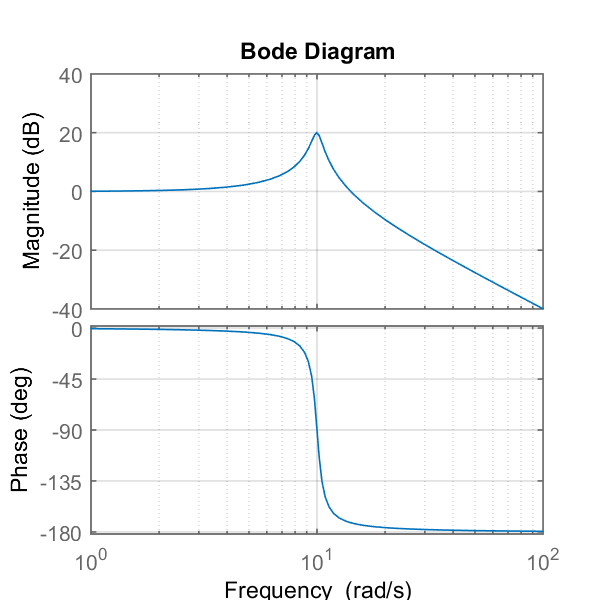 Bode Diagram
Magnitude (dB)
40
20
0
-20
-40
Phase (deg)
0
-45
-90
-135
-180
10^0 10^1 10^2
Frequency (rad/s)